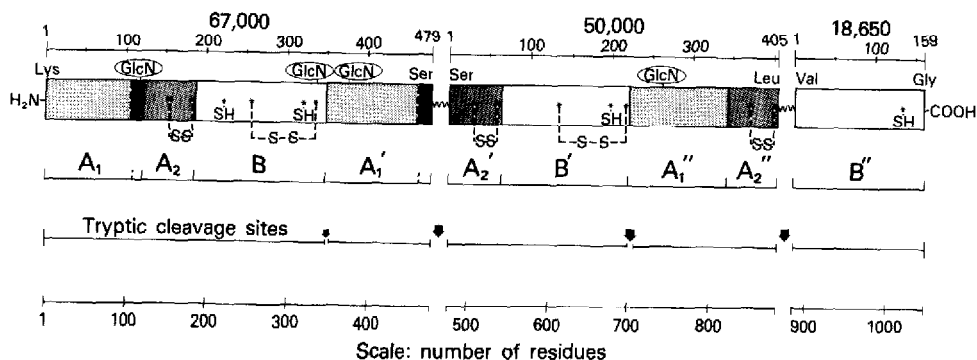 67,000 50,000 18,650
1 100 200 300 400 479 1 100 200 300 405 1 100 159
Lys GlcN GlcN GlcN Ser Ser GlcN Leu Val Gly
H₂N COOH
SH SH SH SH
SS S-S SS S-S SS
A₁ A₂ B A₁' A₂' B' A₁'' A₂'' B''
Tryptic cleavage sites
1 100 200 300 400 500 600 700 800 900 1000
Scale: number of residues